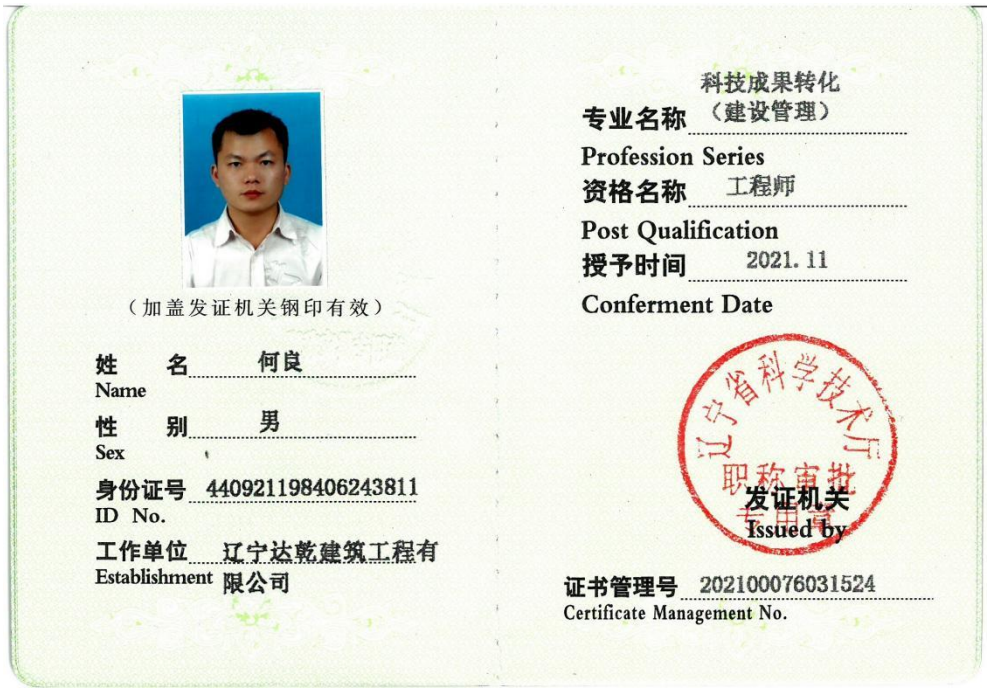 (加盖发证机关钢印有效)
姓 名 何良
Name
性 别 男
Sex
身份证号 440921198406243811
ID No.
工作单位 辽宁达乾建筑工程有
Establishment 限公司
科技成果转化
专业名称 (建设管理)
Profession Series
资格名称 工程师
Post Qualification
授予时间 2021.11
Conferment Date
辽宁省科学技术厅
职称审批
专用章
发证机关
Issued by
证书管理号 202100076031524
Certificate Management No.